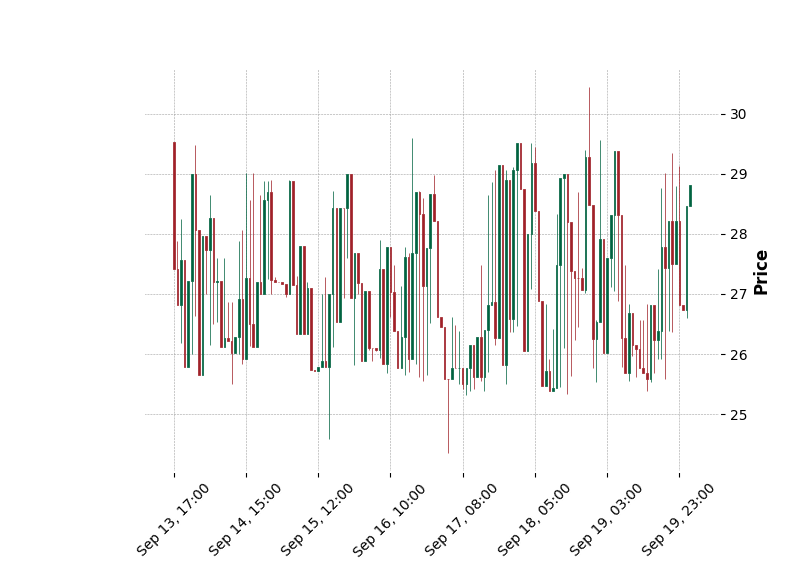 30
29
28
27
26
25
Price
Sep 13, 17:00
Sep 14, 15:00
Sep 15, 12:00
Sep 16, 10:00
Sep 17, 08:00
Sep 18, 05:00
Sep 19, 03:00
Sep 19, 23:00